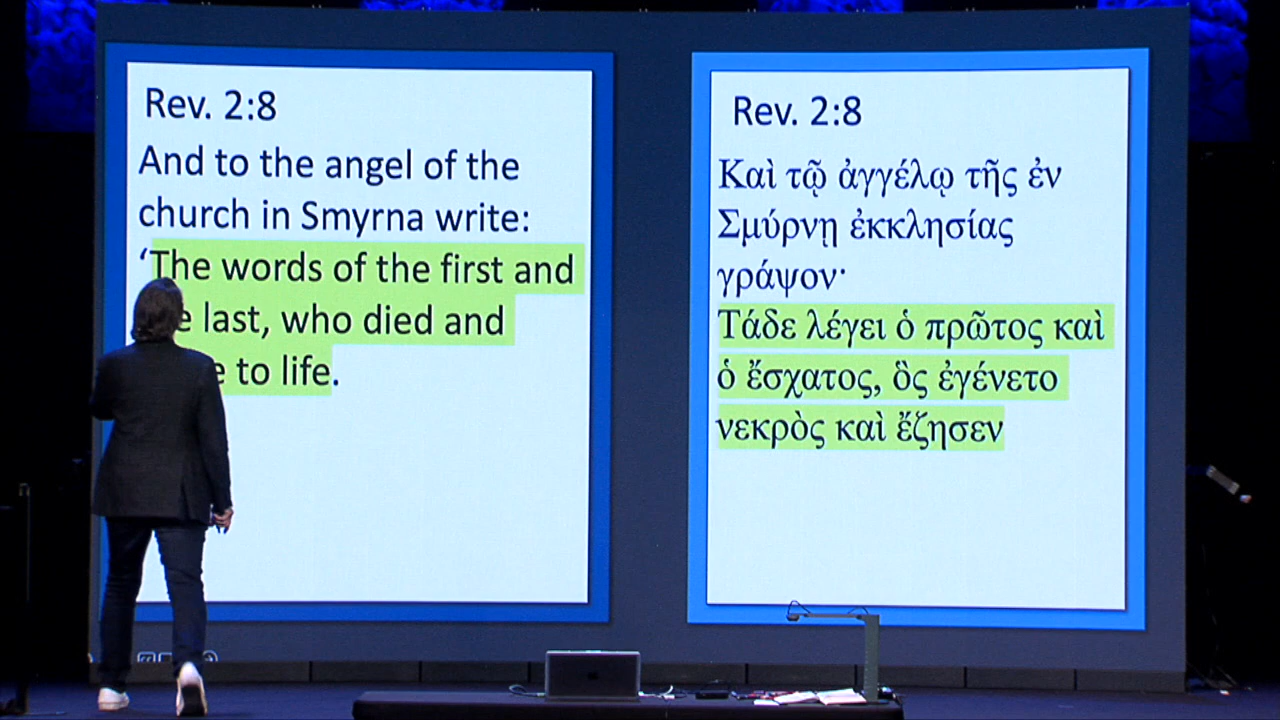 Rev. 2:8
And to the angel of the
church in Smyrna write:
‘The words of the first and
last, who died and
to life.
Rev. 2:8
Καὶ τῷ ἀγγέλῳ τῆς ἐν
Σμύρνῃ ἐκκλησίας
γράψον·
Τάδε λέγει ὁ πρῶτος καὶ
ὁ ἔσχατος, ὃς ἐγένετο
νεκρὸς καὶ ἔζησεν